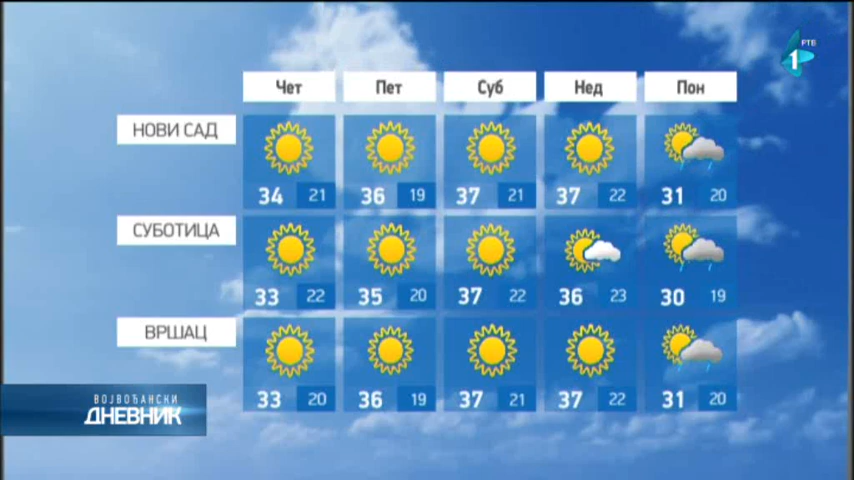 РТВ
1
Чет Пет Суб Нед Пон
НОВИ САД
34 21 36 19 37 21 37 22 31 20
СУБОТИЦА
33 22 35 20 37 22 36 23 30 19
ВРШАЦ
33 20 36 19 37 21 37 22 31 20
ВОЈВОЂАНСКИ
ДНЕВНИК